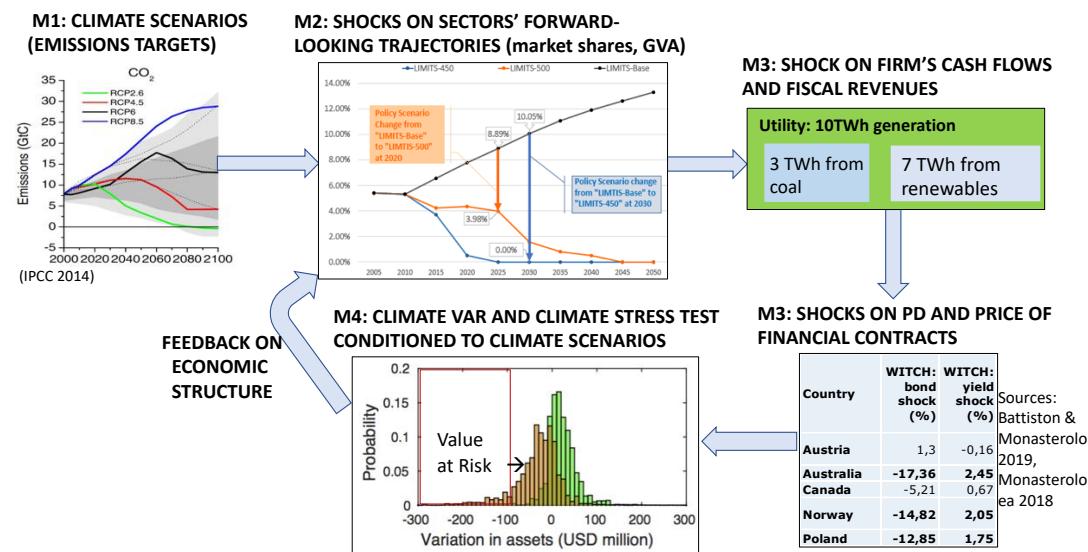 M1: CLIMATE SCENARIOS
(EMISSIONS TARGETS)
CO₂
RCP2.6
RCP4.5
RCP6
RCP8.5
Emissions (GtC)
35
30
25
20
15
10
5
0
5
2000 2020 2040 2060 2080 2100
(IPCC 2014)
M2: SHOCKS ON SECTORS’ FORWARD-
LOOKING TRAJECTORIES (market shares, GVA)
LIMITS-450 LIMITS-500 LIMITS-Base
14.00%
12.00%
10.00%
8.00%
6.00%
4.00%
2.00%
0.00%
Policy Scenario
Change from
"LIMITS-Base"
to
"LIMITS-500"
at 2020
8.89%
10.05%
3.98%
0.00%
Policy Scenario change
from "LIMTIS-Base" to
"LIMITS-450" at 2030
2005 2010 2015 2020 2025 2030 2035 2040 2045 2050
M3: SHOCK ON FIRM’S CASH FLOWS
AND FISCAL REVENUES
Utility: 10TWh generation
3 TWh from
coal
7 TWh from
renewables
M3: SHOCKS ON PD AND PRICE OF
FINANCIAL CONTRACTS
Country WITCH: bond shock (%) WITCH: yield shock (%)
Austria 1,3 -0,16
Australia -17,36 2,45
Canada -5,21 0,67
Norway -14,82 2,05
Poland -12,85 1,75
Sources:
Battiston &
Monasterolo
2019,
Monasterolo
ea 2018
M4: CLIMATE VAR AND CLIMATE STRESS TEST
CONDITIONED TO CLIMATE SCENARIOS
Probability
0.2
0.15
0.1
0.05
0
Value
at Risk
-300 -200 -100 0 100 200 300
Variation in assets (USD million)
FEEDBACK ON
ECONOMIC
STRUCTURE